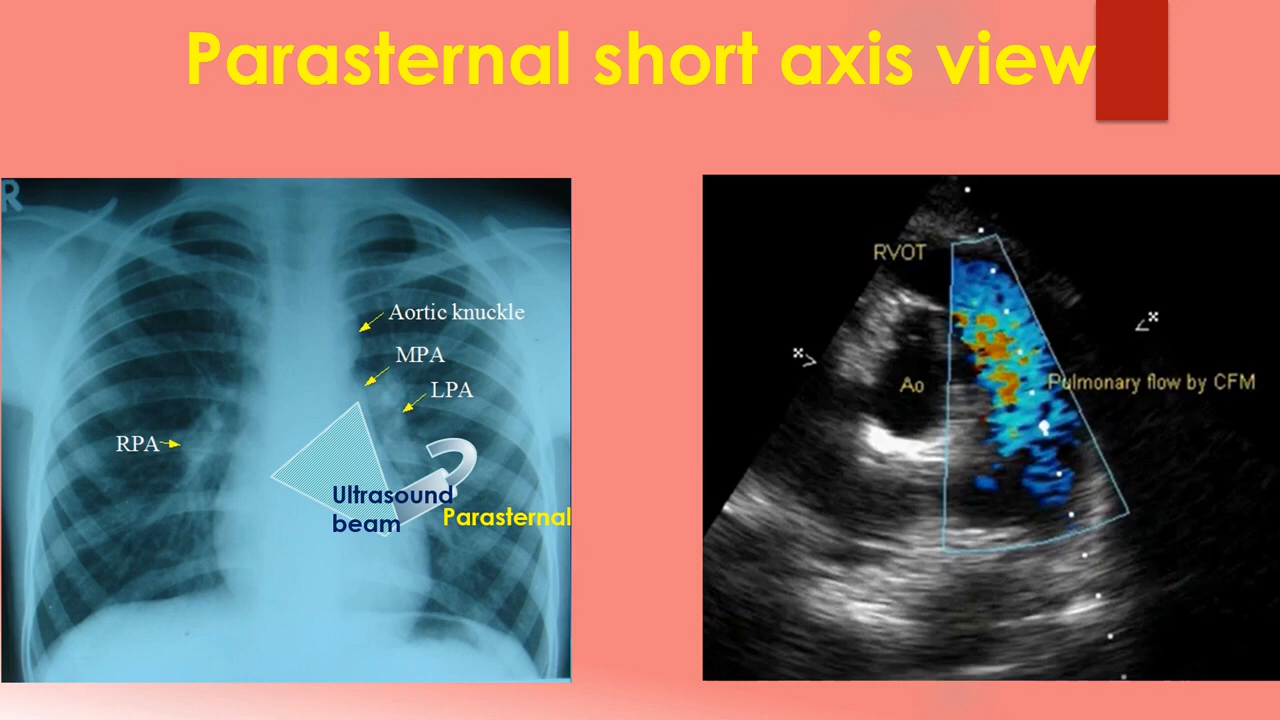 Parasternal short axis view
R
Aortic knuckle
MPA
LPA
RPA
Ultrasound
beam
Parasternal
RVOT
x
x
Ao
Pulmonary flow by CFM